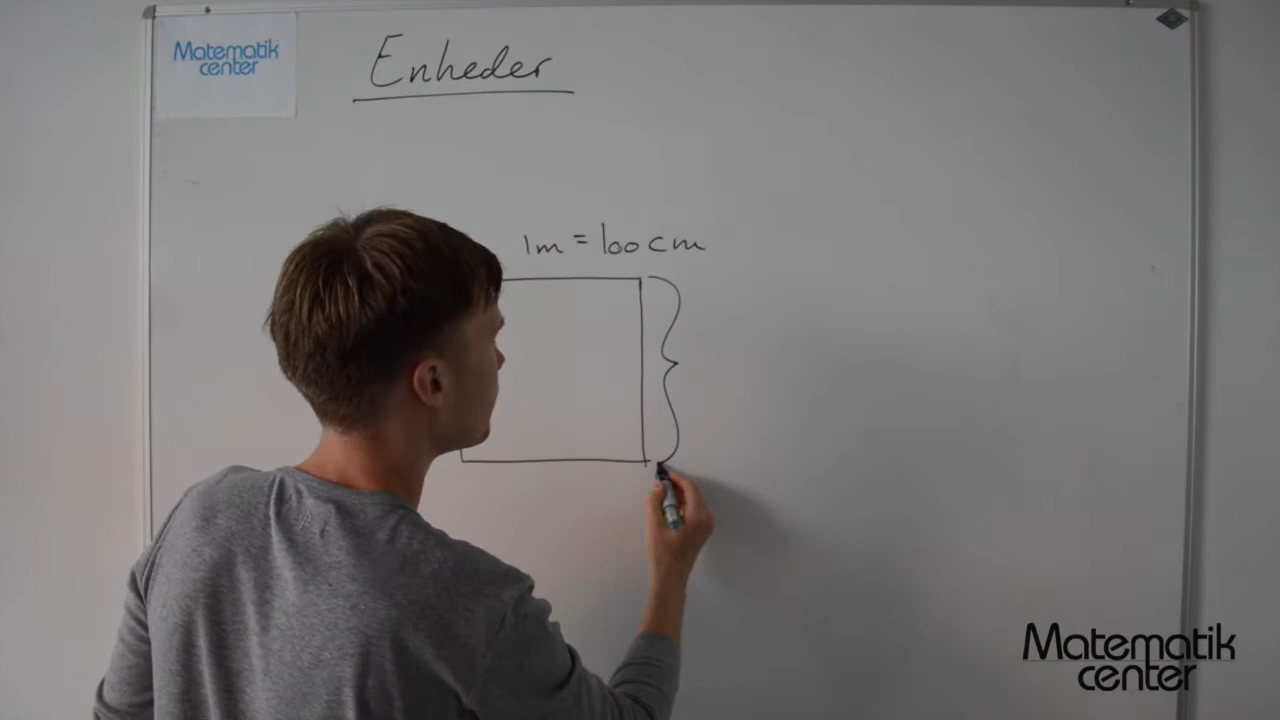 Matematik
center
Enheder
1m = 100 cm
Matematik
center